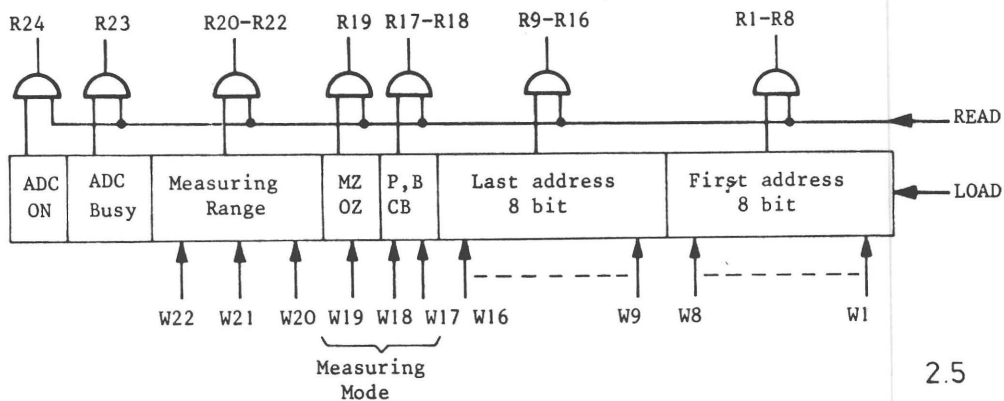 R24 R23 R20-R22 R19 R17-R18 R9-R16 R1-R8
READ
ADC ON
ADC Busy
Measuring Range
MZ OZ
P,B CB
Last address 8 bit
First address 8 bit
LOAD
W22 W21 W20 W19 W18 W17 W16 W9 W8 W1
Measuring
Mode
2.5